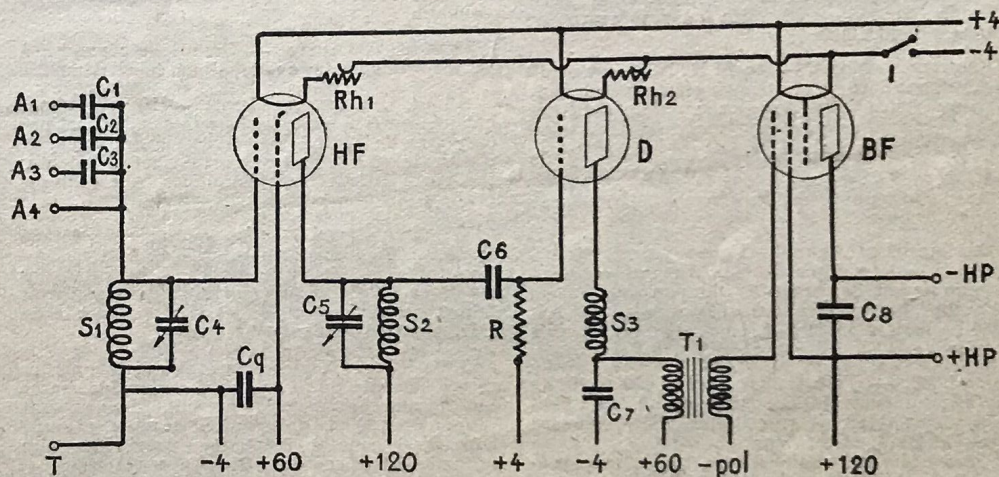 +4
-4
I
Rh1
Rh2
A1
C1
A2
C2
A3
C3
A4
HF
D
BF
S1
C4
C5
S2
C6
R
S3
T1
C8
-HP
+HP
C9
C7
T
-4
+60
+120
+4
-4
+60
-pol
+120